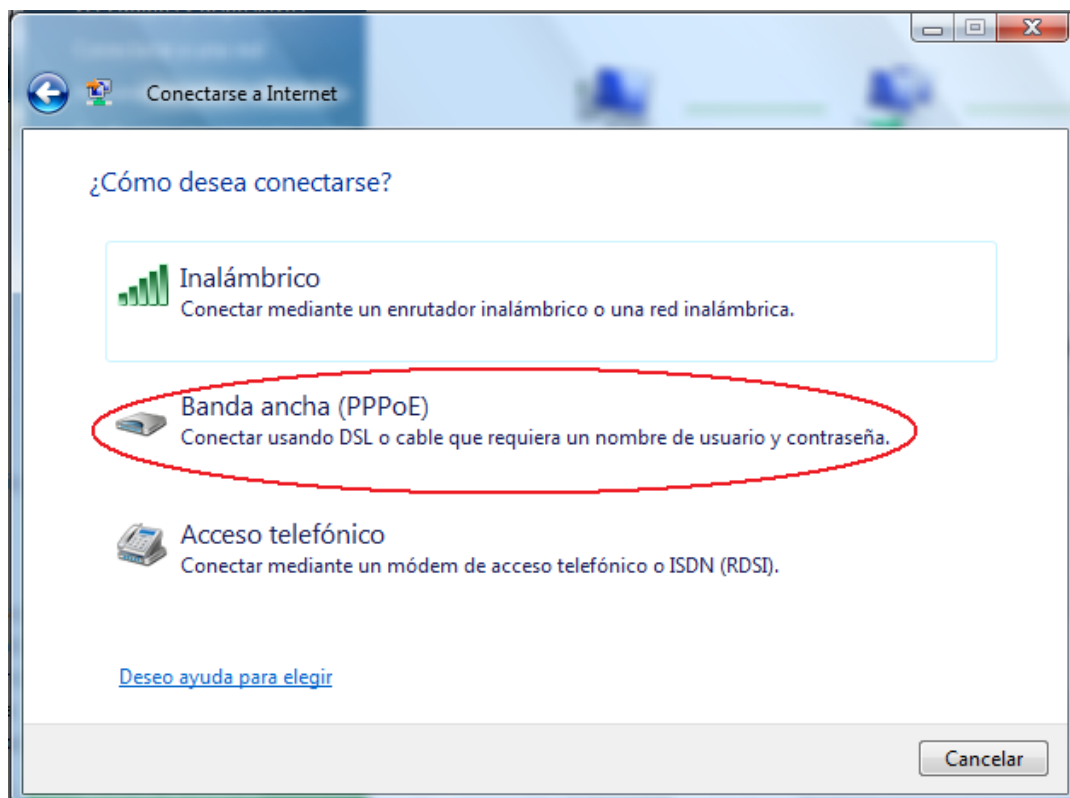 Conectarse a Internet
¿Cómo desea conectarse?
Inalámbrico
Conectar mediante un enrutador inalámbrico o una red inalámbrica.
Banda ancha (PPPoE)
Conectar usando DSL o cable que requiera un nombre de usuario y contraseña.
Acceso telefónico
Conectar mediante un módem de acceso telefónico o ISDN (RDSI).
Deseo ayuda para elegir
Cancelar